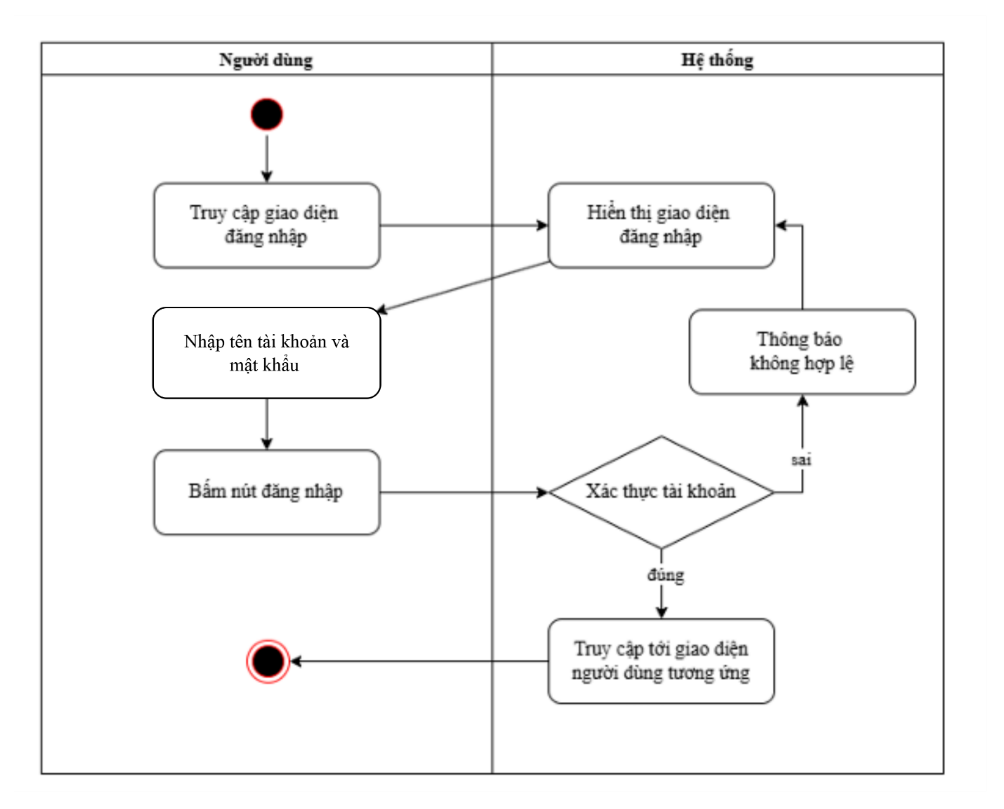 Người dùng
Hệ thống
Truy cập giao diện
đăng nhập
Hiển thị giao diện
đăng nhập
Nhập tên tài khoản và
mật khẩu
Thông báo
không hợp lệ
sai
Bấm nút đăng nhập
Xác thực tài khoản
đúng
Truy cập tới giao diện
người dùng tương ứng